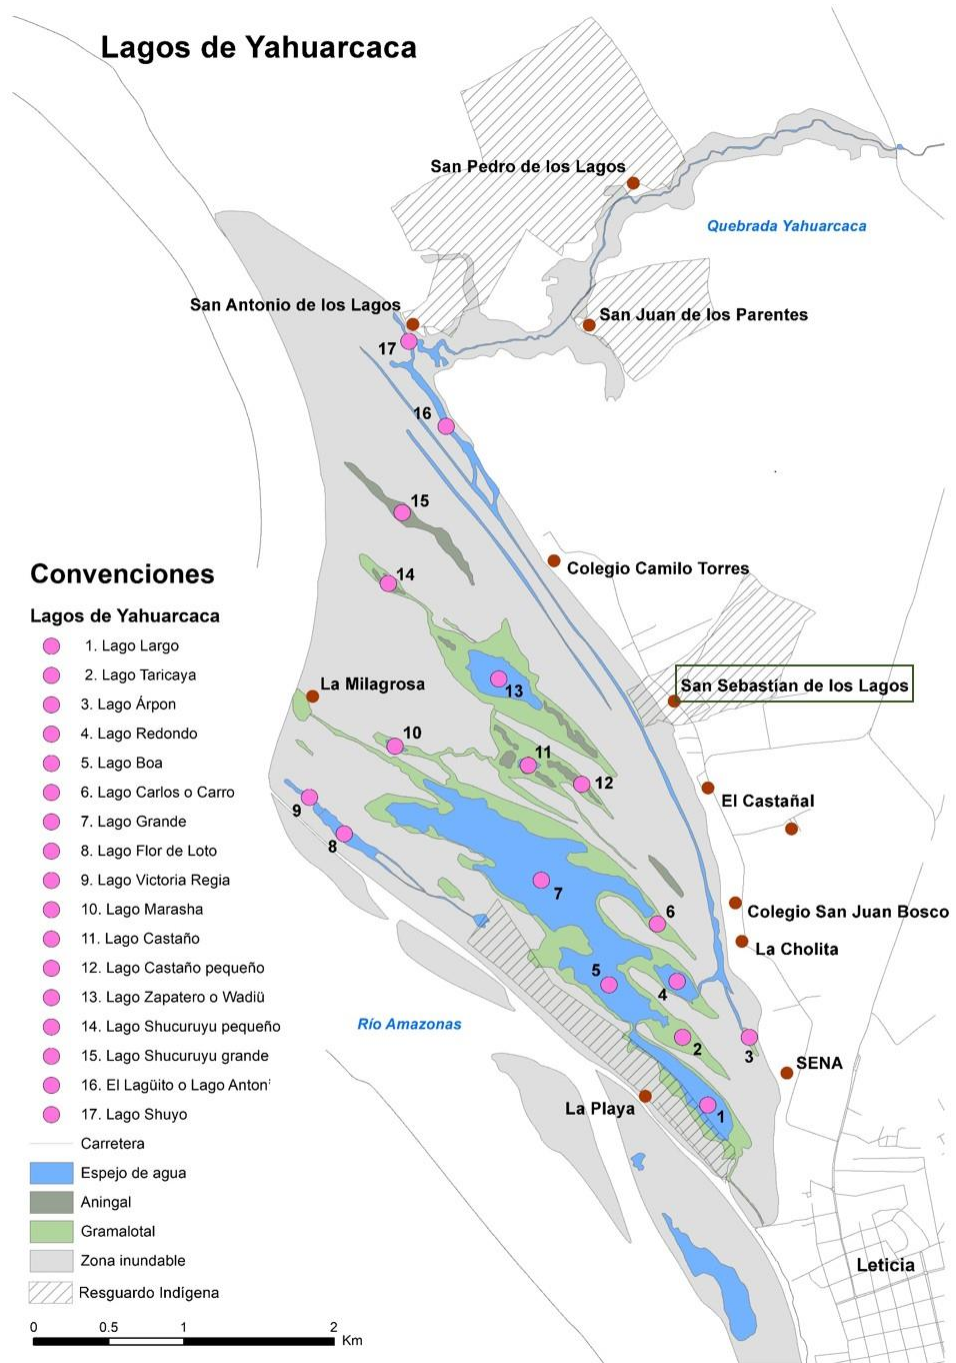 Lagos de Yahuarcaca
San Pedro de los Lagos
Quebrada Yahuarcaca
San Antonio de los Lagos
San Juan de los Parentes
17
16
15
14
Colegio Camilo Torres
13
San Sebastían de los Lagos
La Milagrosa
10
11
12
El Castañal
9
8
7
6
Colegio San Juan Bosco
La Cholita
5
4
Río Amazonas
2
3
SENA
La Playa
1
Leticia
Convenciones
Lagos de Yahuarcaca
1. Lago Largo
2. Lago Taricaya
3. Lago Árpon
4. Lago Redondo
5. Lago Boa
6. Lago Carlos o Carro
7. Lago Grande
8. Lago Flor de Loto
9. Lago Victoria Regia
10. Lago Marasha
11. Lago Castaño
12. Lago Castaño pequeño
13. Lago Zapatero o Wadiü
14. Lago Shucuruyu pequeño
15. Lago Shucuruyu grande
16. El Lagüito o Lago Anton
17. Lago Shuyo
Carretera
Espejo de agua
Aningal
Gramalotal
Zona inundable
Resguardo Indígena
0 0.5 1 2
Km